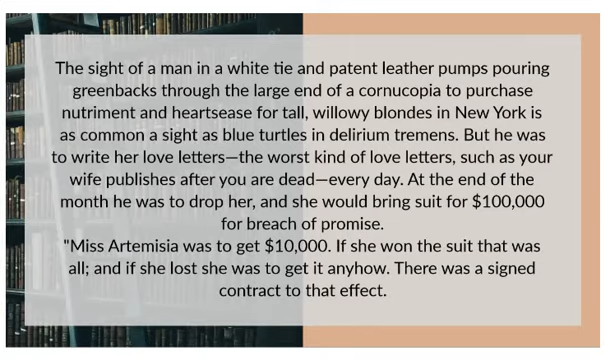 The sight of a man in a white tie and patent leather pumps pouring
greenbacks through the large end of a cornucopia to purchase
nutriment and heartsease for tall, willowy blondes in New York is
as common a sight as blue turtles in delirium tremens. But he was
to write her love letters—the worst kind of love letters, such as your
wife publishes after you are dead—every day. At the end of the
month he was to drop her, and she would bring suit for $100,000
for breach of promise.
"Miss Artemisia was to get $10,000. If she won the suit that was
all; and if she lost she was to get it anyhow. There was a signed
contract to that effect.